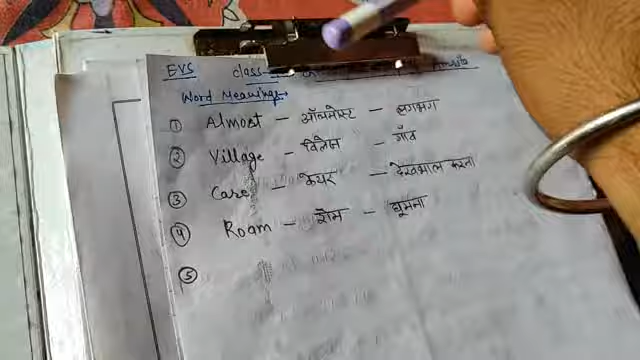 EVS class
Word Meanings
① Almost - ऑलमोस्ट - लगभग
② Village - विलेज - गाँव
③ Care - केयर - देखभाल करना
④ Roam - रोम - घूमना
⑤